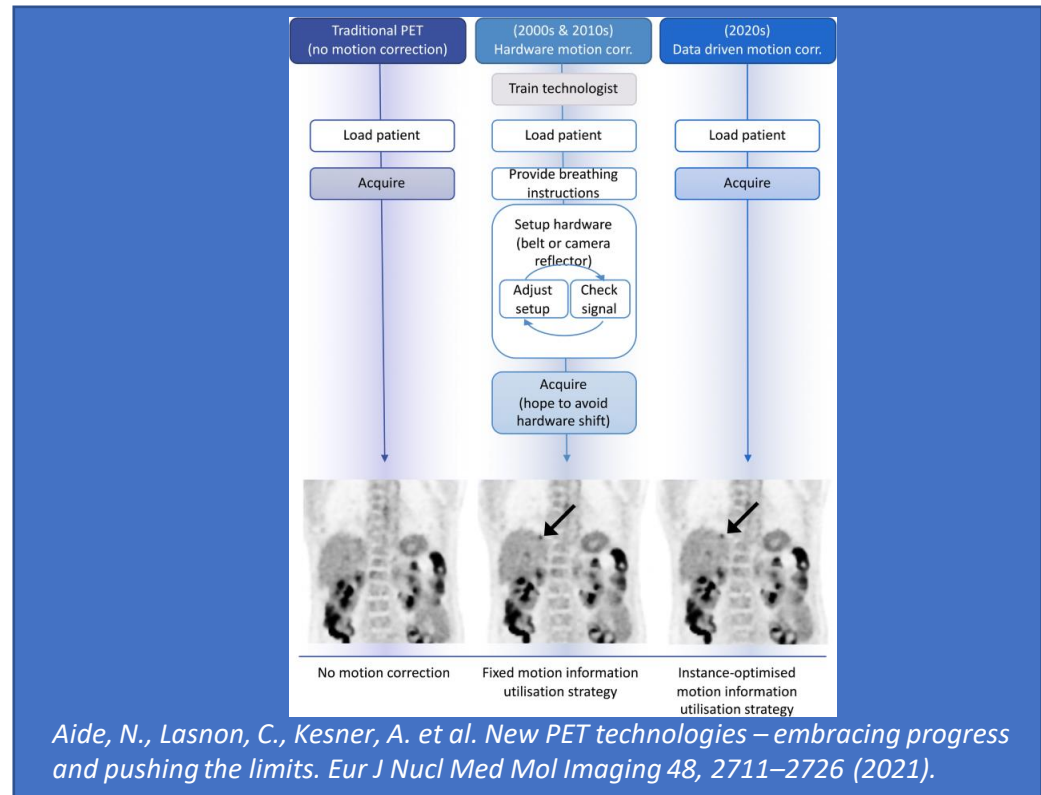 Traditional PET
(no motion correction)
(2000s & 2010s)
Hardware motion corr.
(2020s)
Data driven motion corr.
Train technologist
Load patient
Load patient
Load patient
Acquire
Provide breathing
instructions
Acquire
Setup hardware
(belt or camera
reflector)
Adjust
setup
Check
signal
Acquire
(hope to avoid
hardware shift)
No motion correction
Fixed motion information
utilisation strategy
Instance-optimised
motion information
utilisation strategy
Aide, N., Lasnon, C., Kesner, A. et al. New PET technologies – embracing progress
and pushing the limits. Eur J Nucl Med Mol Imaging 48, 2711–2726 (2021).